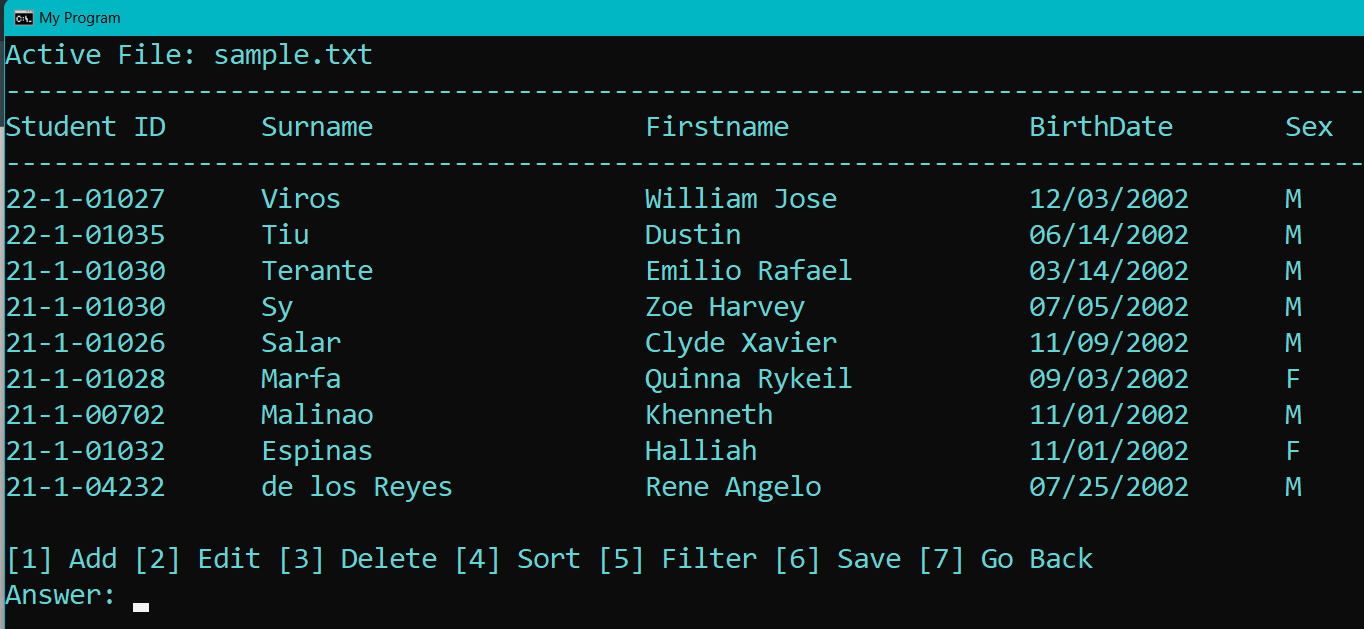 My Program
Active File: sample.txt
-------------------------------------------------------------------------------------
Student ID      Surname                 Firstname               BirthDate       Sex
-------------------------------------------------------------------------------------
22-1-01027      Viros                   William Jose            12/03/2002      M
22-1-01035      Tiu                     Dustin                  06/14/2002      M
21-1-01030      Terante                 Emilio Rafael           03/14/2002      M
21-1-01030      Sy                      Zoe Harvey              07/05/2002      M
21-1-01026      Salar                   Clyde Xavier            11/09/2002      M
21-1-01028      Marfa                   Quinna Rykeil           09/03/2002      F
21-1-00702      Malinao                 Khenneth                11/01/2002      M
21-1-01032      Espinas                 Halliah                 11/01/2002      F
21-1-04232      de los Reyes            Rene Angelo             07/25/2002      M
[1] Add [2] Edit [3] Delete [4] Sort [5] Filter [6] Save [7] Go Back
Answer: